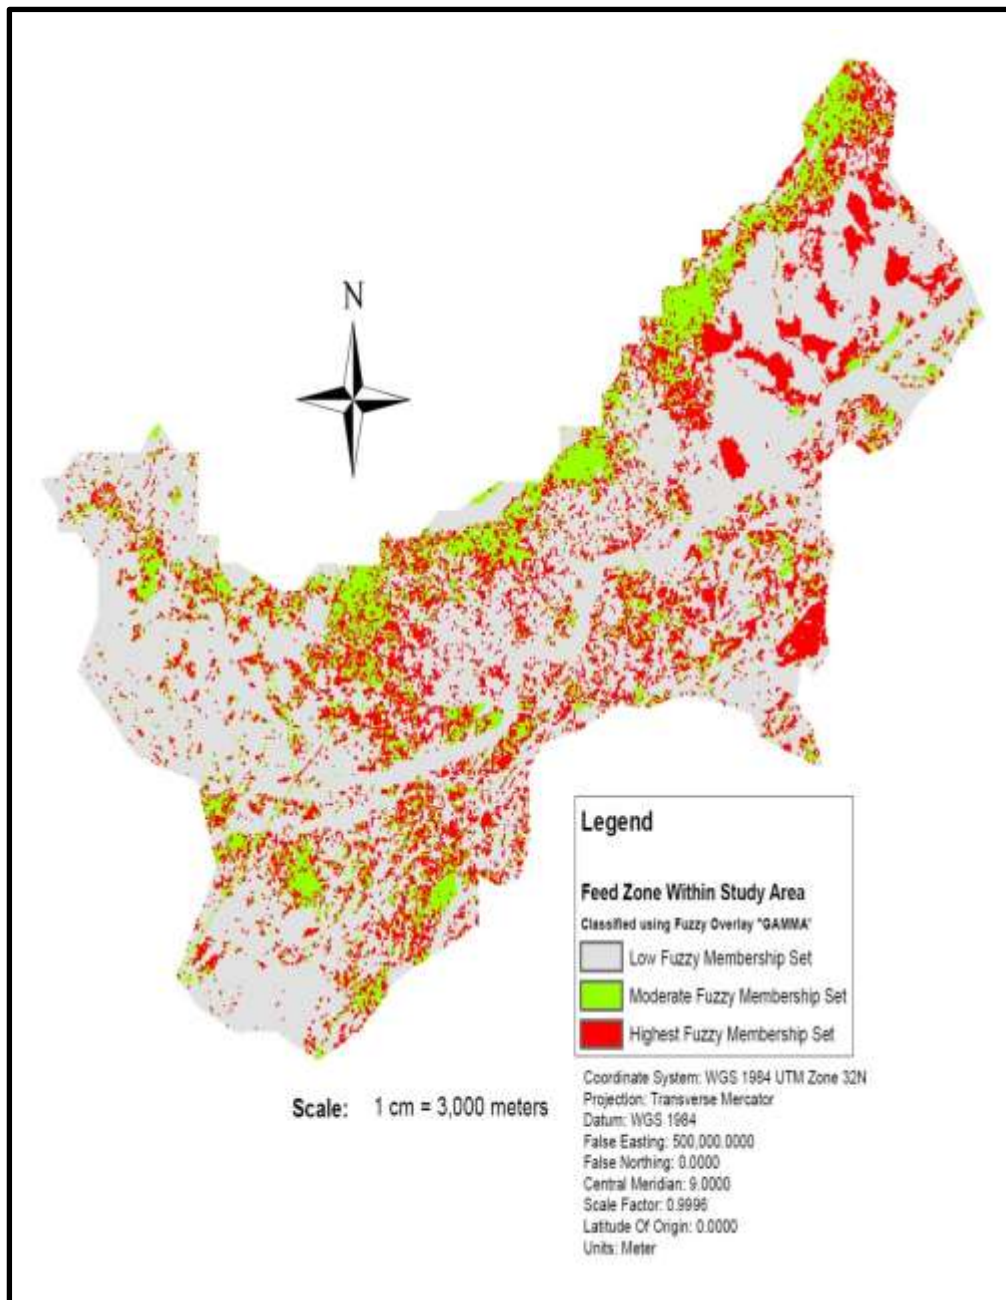 N
Legend
Feed Zone Within Study Area
Classified using Fuzzy Overlay "GAMMA"
Low Fuzzy Membership Set
Moderate Fuzzy Membership Set
Highest Fuzzy Membership Set
Coordinate System: WGS 1984 UTM Zone 32N
Projection: Transverse Mercator
Datum: WGS 1984
False Easting: 500,000.0000
False Northing: 0.0000
Central Meridian: 9.0000
Scale Factor: 0.9996
Latitude Of Origin: 0.0000
Units: Meter
Scale: 1 cm = 3,000 meters